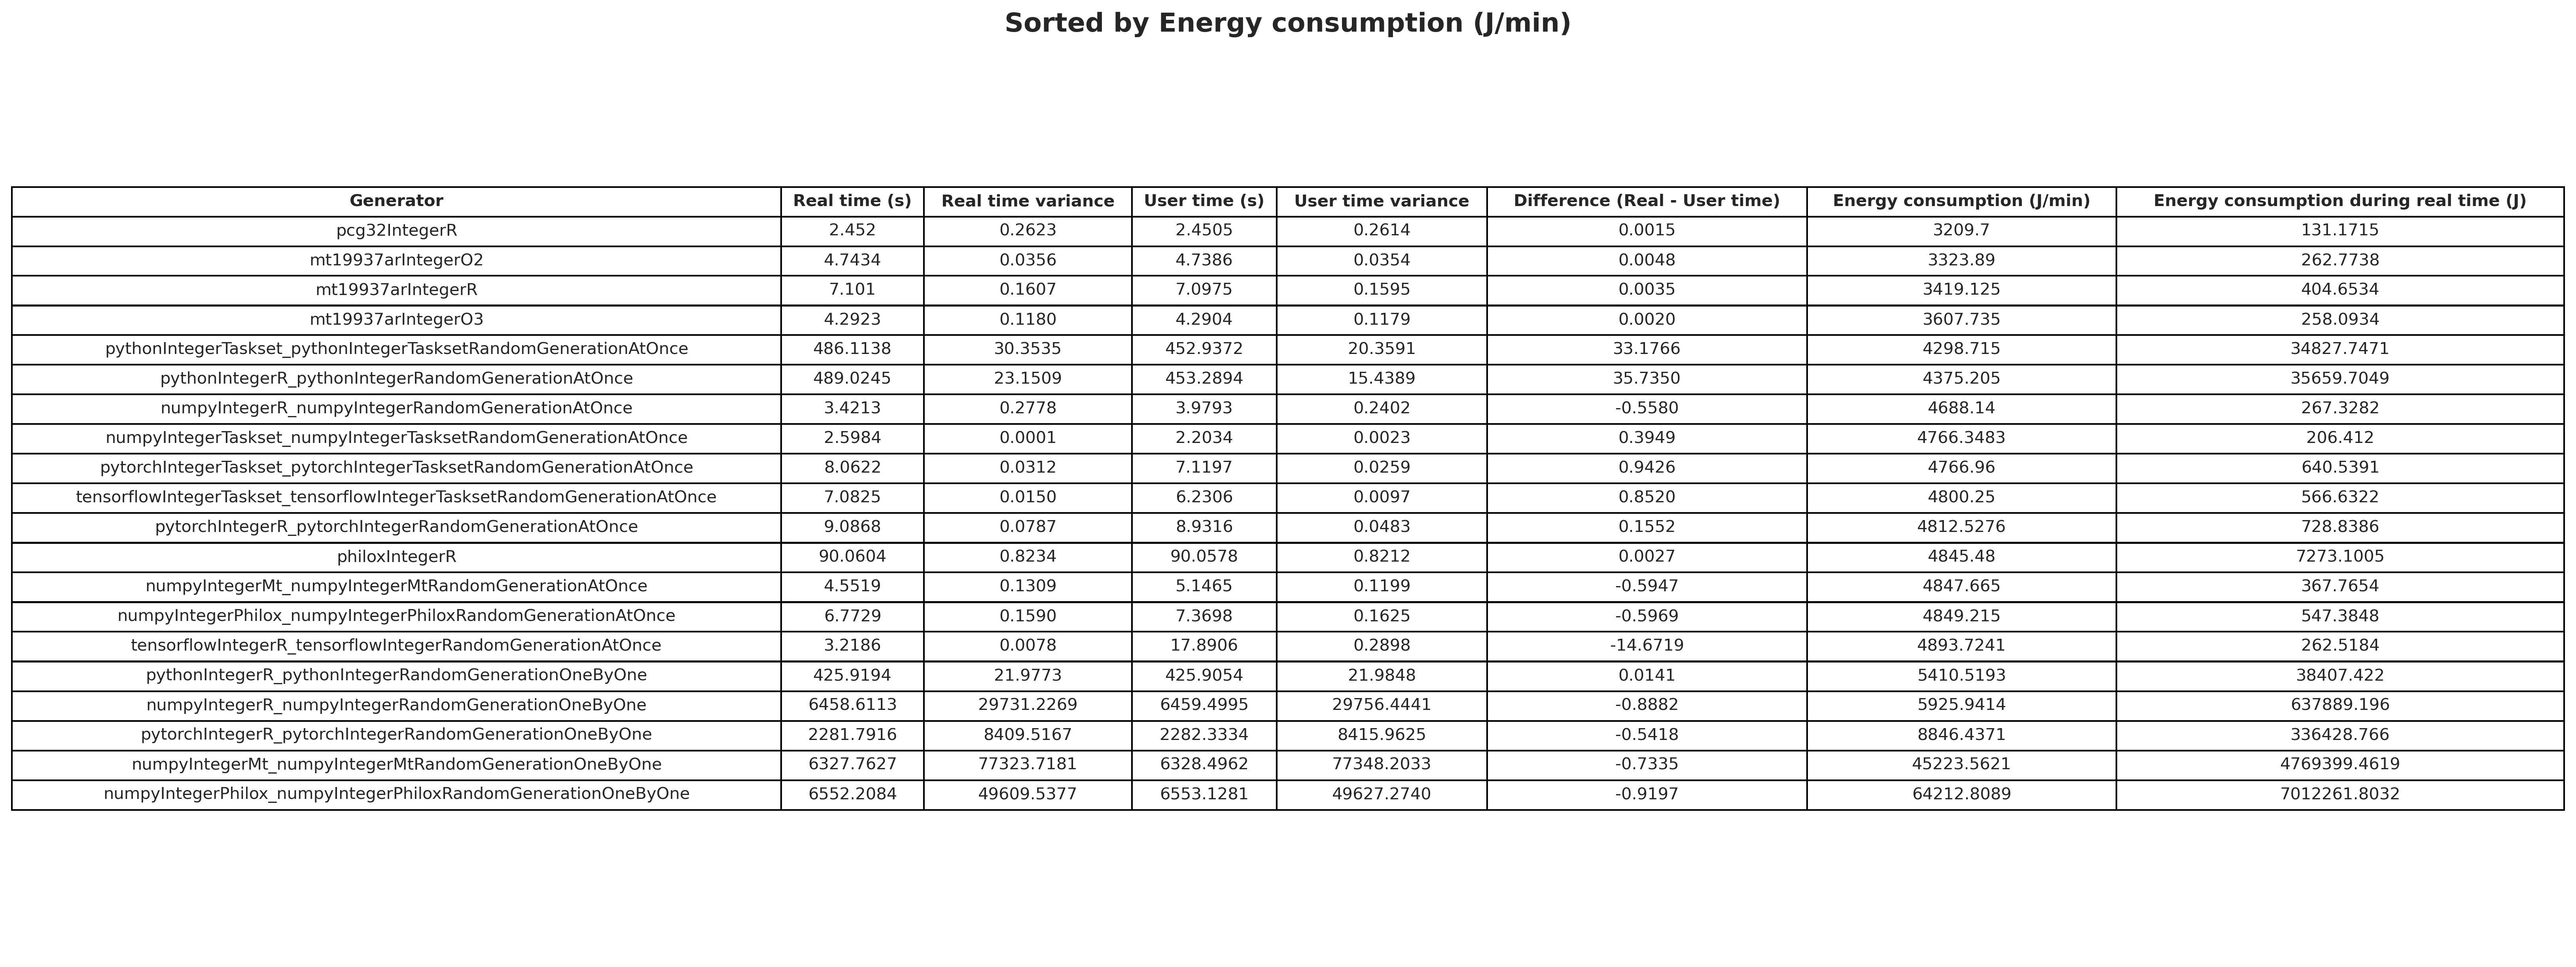 Sorted by Energy consumption (J/min)
Generator Real time (s) Real time variance User time (s) User time variance Difference (Real - User time) Energy consumption (J/min) Energy consumption during real time (J)
pcg32IntegerR 2.452 0.2623 2.4505 0.2614 0.0015 3209.7 131.1715
mt19937arIntegerO2 4.7434 0.0356 4.7386 0.0354 0.0048 3323.89 262.7738
mt19937arIntegerR 7.101 0.1607 7.0975 0.1595 0.0035 3419.125 404.6534
mt19937arIntegerO3 4.2923 0.1180 4.2904 0.1179 0.0020 3607.735 258.0934
pythonIntegerTaskset_pythonIntegerTasksetRandomGenerationAtOnce 486.1138 30.3535 452.9372 20.3591 33.1766 4298.715 34827.7471
pythonIntegerR_pythonIntegerRandomGenerationAtOnce 489.0245 23.1509 453.2894 15.4389 35.7350 4375.205 35659.7049
numpyIntegerR_numpyIntegerRandomGenerationAtOnce 3.4213 0.2778 3.9793 0.2402 -0.5580 4688.14 267.3282
numpyIntegerTaskset_numpyIntegerTasksetRandomGenerationAtOnce 2.5984 0.0001 2.2034 0.0023 0.3949 4766.3483 206.412
pytorchIntegerTaskset_pytorchIntegerTasksetRandomGenerationAtOnce 8.0622 0.0312 7.1197 0.0259 0.9426 4766.96 640.5391
tensorflowIntegerTaskset_tensorflowIntegerTasksetRandomGenerationAtOnce 7.0825 0.0150 6.2306 0.0097 0.8520 4800.25 566.6322
pytorchIntegerR_pytorchIntegerRandomGenerationAtOnce 9.0868 0.0787 8.9316 0.0483 0.1552 4812.5276 728.8386
philoxIntegerR 90.0604 0.8234 90.0578 0.8212 0.0027 4845.48 7273.1005
numpyIntegerMt_numpyIntegerMtRandomGenerationAtOnce 4.5519 0.1309 5.1465 0.1199 -0.5947 4847.665 367.7654
numpyIntegerPhilox_numpyIntegerPhiloxRandomGenerationAtOnce 6.7729 0.1590 7.3698 0.1625 -0.5969 4849.215 547.3848
tensorflowIntegerR_tensorflowIntegerRandomGenerationAtOnce 3.2186 0.0078 17.8906 0.2898 -14.6719 4893.7241 262.5184
pythonIntegerR_pythonIntegerRandomGenerationOneByOne 425.9194 21.9773 425.9054 21.9848 0.0141 5410.5193 38407.422
numpyIntegerR_numpyIntegerRandomGenerationOneByOne 6458.6113 29731.2269 6459.4995 29756.4441 -0.8882 5925.9414 637889.196
pytorchIntegerR_pytorchIntegerRandomGenerationOneByOne 2281.7916 8409.5167 2282.3334 8415.9625 -0.5418 8846.4371 336428.766
numpyIntegerMt_numpyIntegerMtRandomGenerationOneByOne 6327.7627 77323.7181 6328.4962 77348.2033 -0.7335 45223.5621 4769399.4619
numpyIntegerPhilox_numpyIntegerPhiloxRandomGenerationOneByOne 6552.2084 49609.5377 6553.1281 49627.2740 -0.9197 64212.8089 7012261.8032